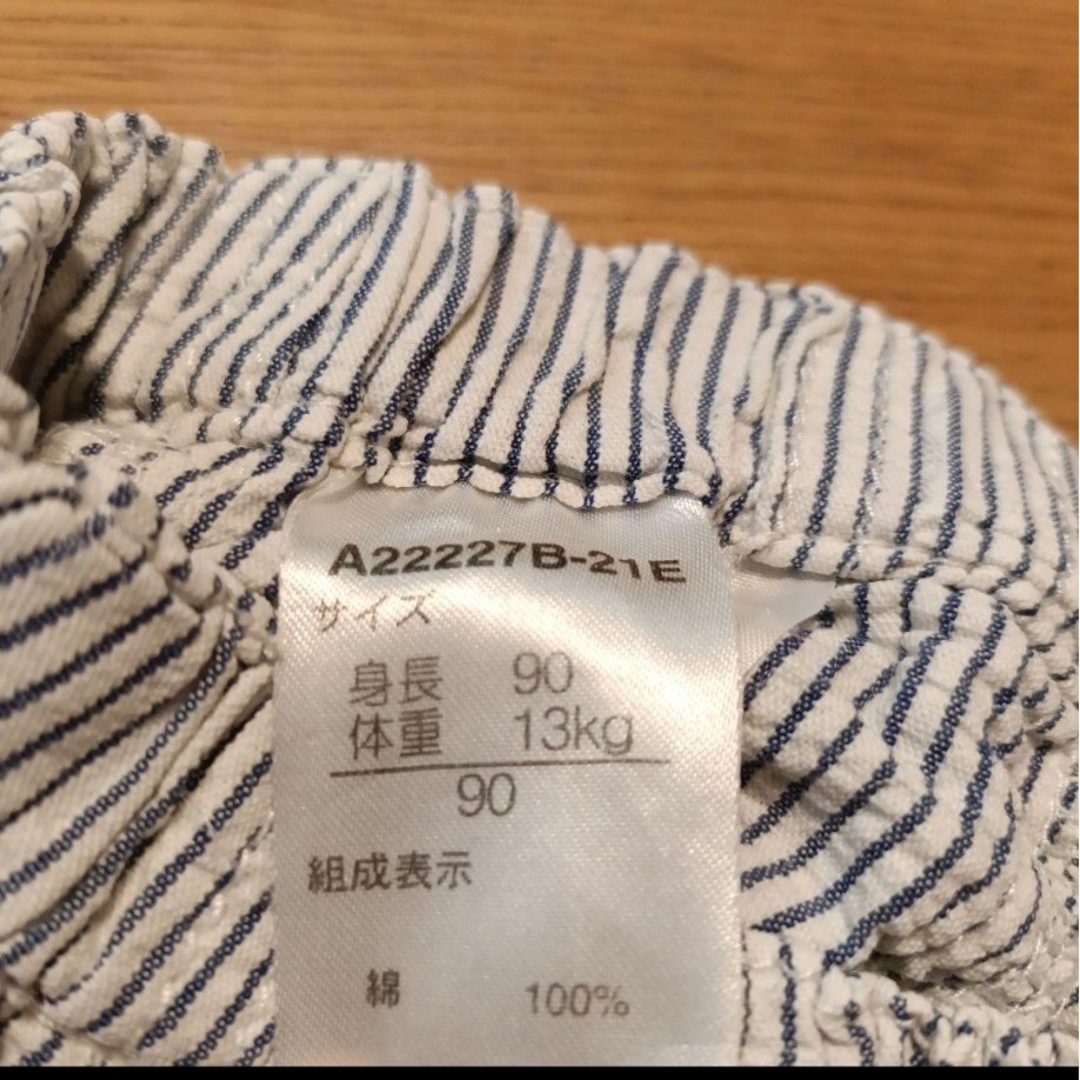 A22227B-21E
サイズ
身長 90
体重 13kg
90
組成表示
綿 100%